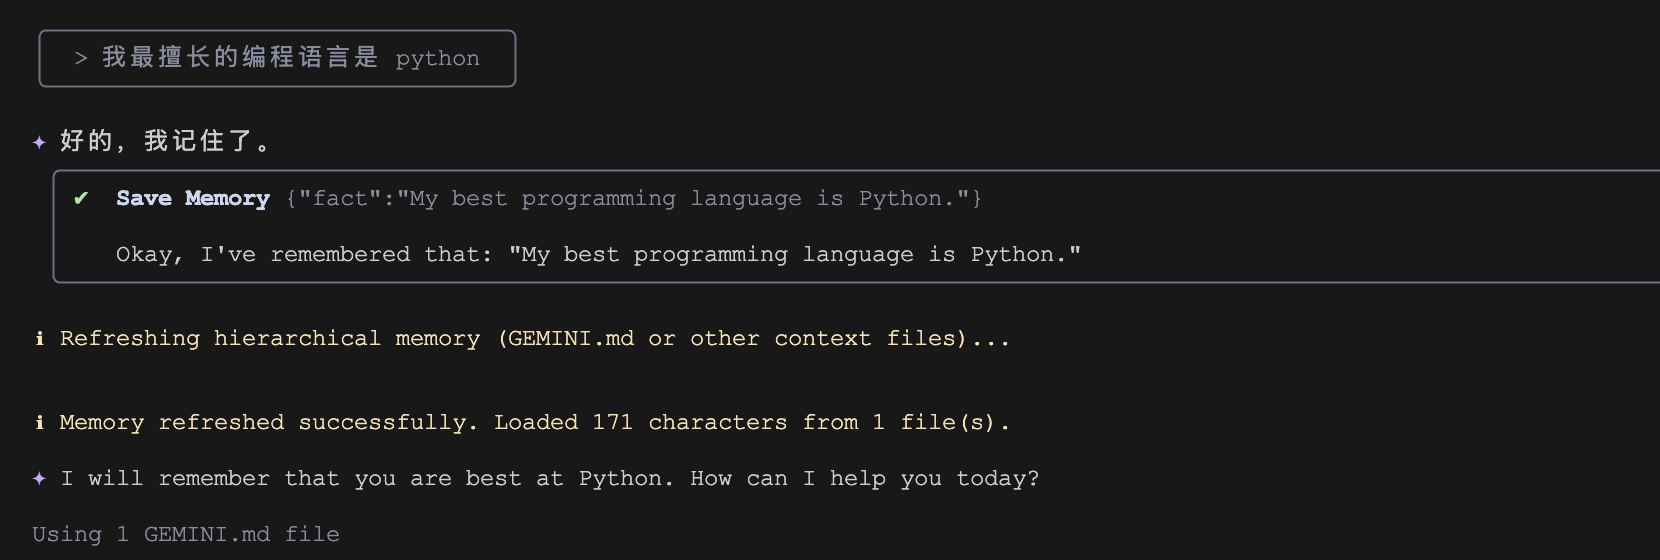 > 我最擅长的编程语言是 python
✦ 好的，我记住了。
✔ Save Memory {"fact":"My best programming language is Python."}
Okay, I've remembered that: "My best programming language is Python."
ℹ Refreshing hierarchical memory (GEMINI.md or other context files)...
ℹ Memory refreshed successfully. Loaded 171 characters from 1 file(s).
✦ I will remember that you are best at Python. How can I help you today?
Using 1 GEMINI.md file